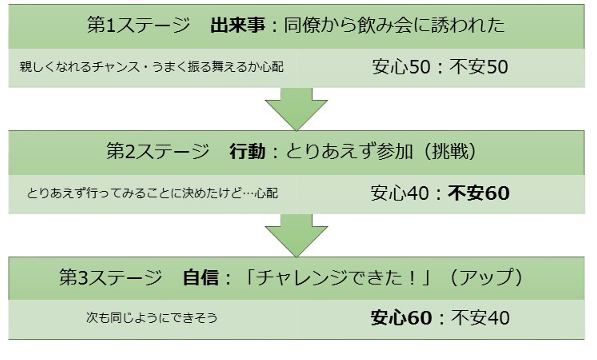 第1ステージ　出来事：同僚から飲み会に誘われた
親しくなれるチャンス・うまく振る舞えるか心配　安心50：不安50
第2ステージ　行動：とりあえず参加（挑戦）
とりあえず行ってみることに決めたけど…心配　安心40：不安60
第3ステージ　自信：「チャレンジできた！」（アップ）
次も同じようにできそう　安心60：不安40